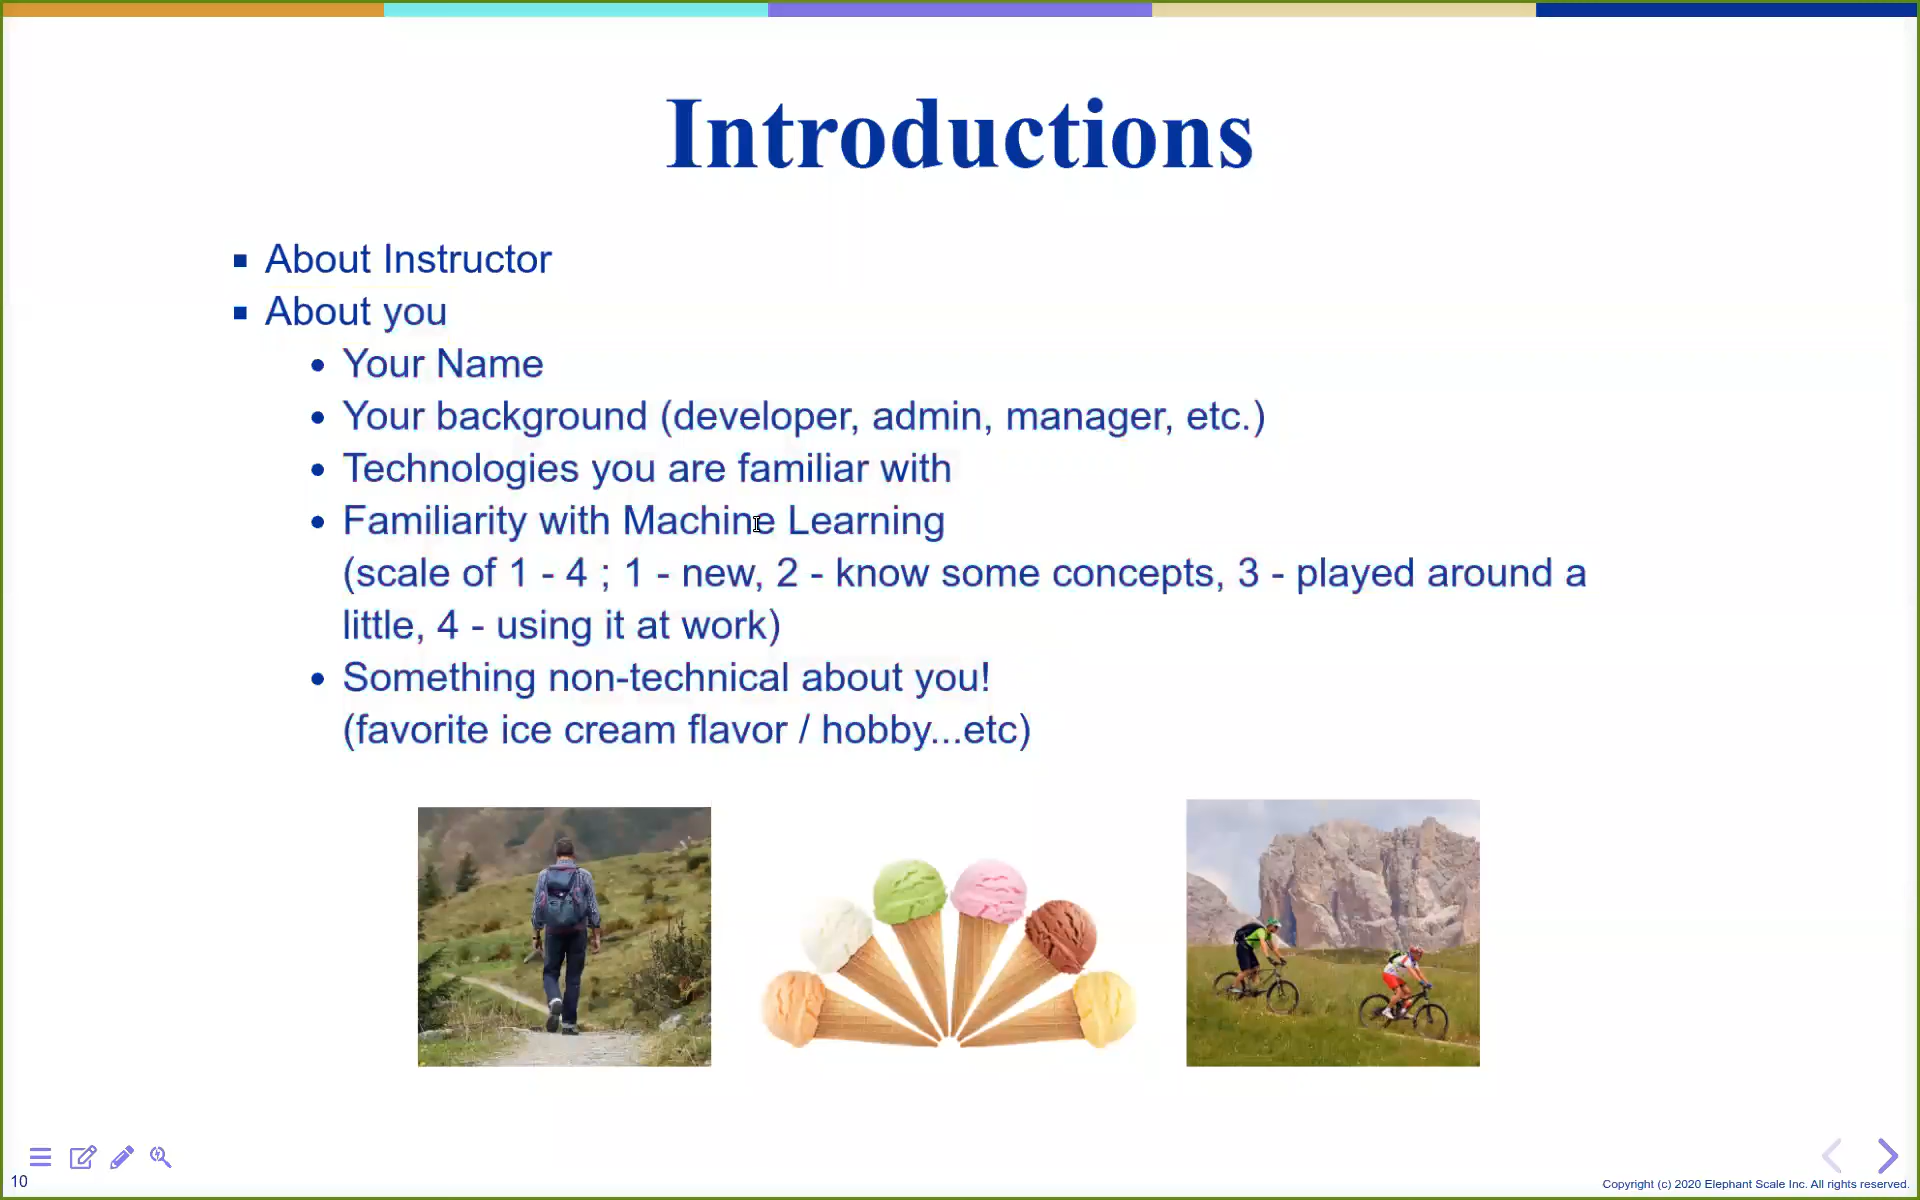 Introductions
About Instructor
About you
Your Name
Your background (developer, admin, manager, etc.)
Technologies you are familiar with
Familiarity with Machine Learning
(scale of 1 - 4 ; 1 - new, 2 - know some concepts, 3 - played around a
little, 4 - using it at work)
Something non-technical about you!
(favorite ice cream flavor / hobby...etc)
10
Copyright (c) 2020 Elephant Scale Inc. All rights reserved.